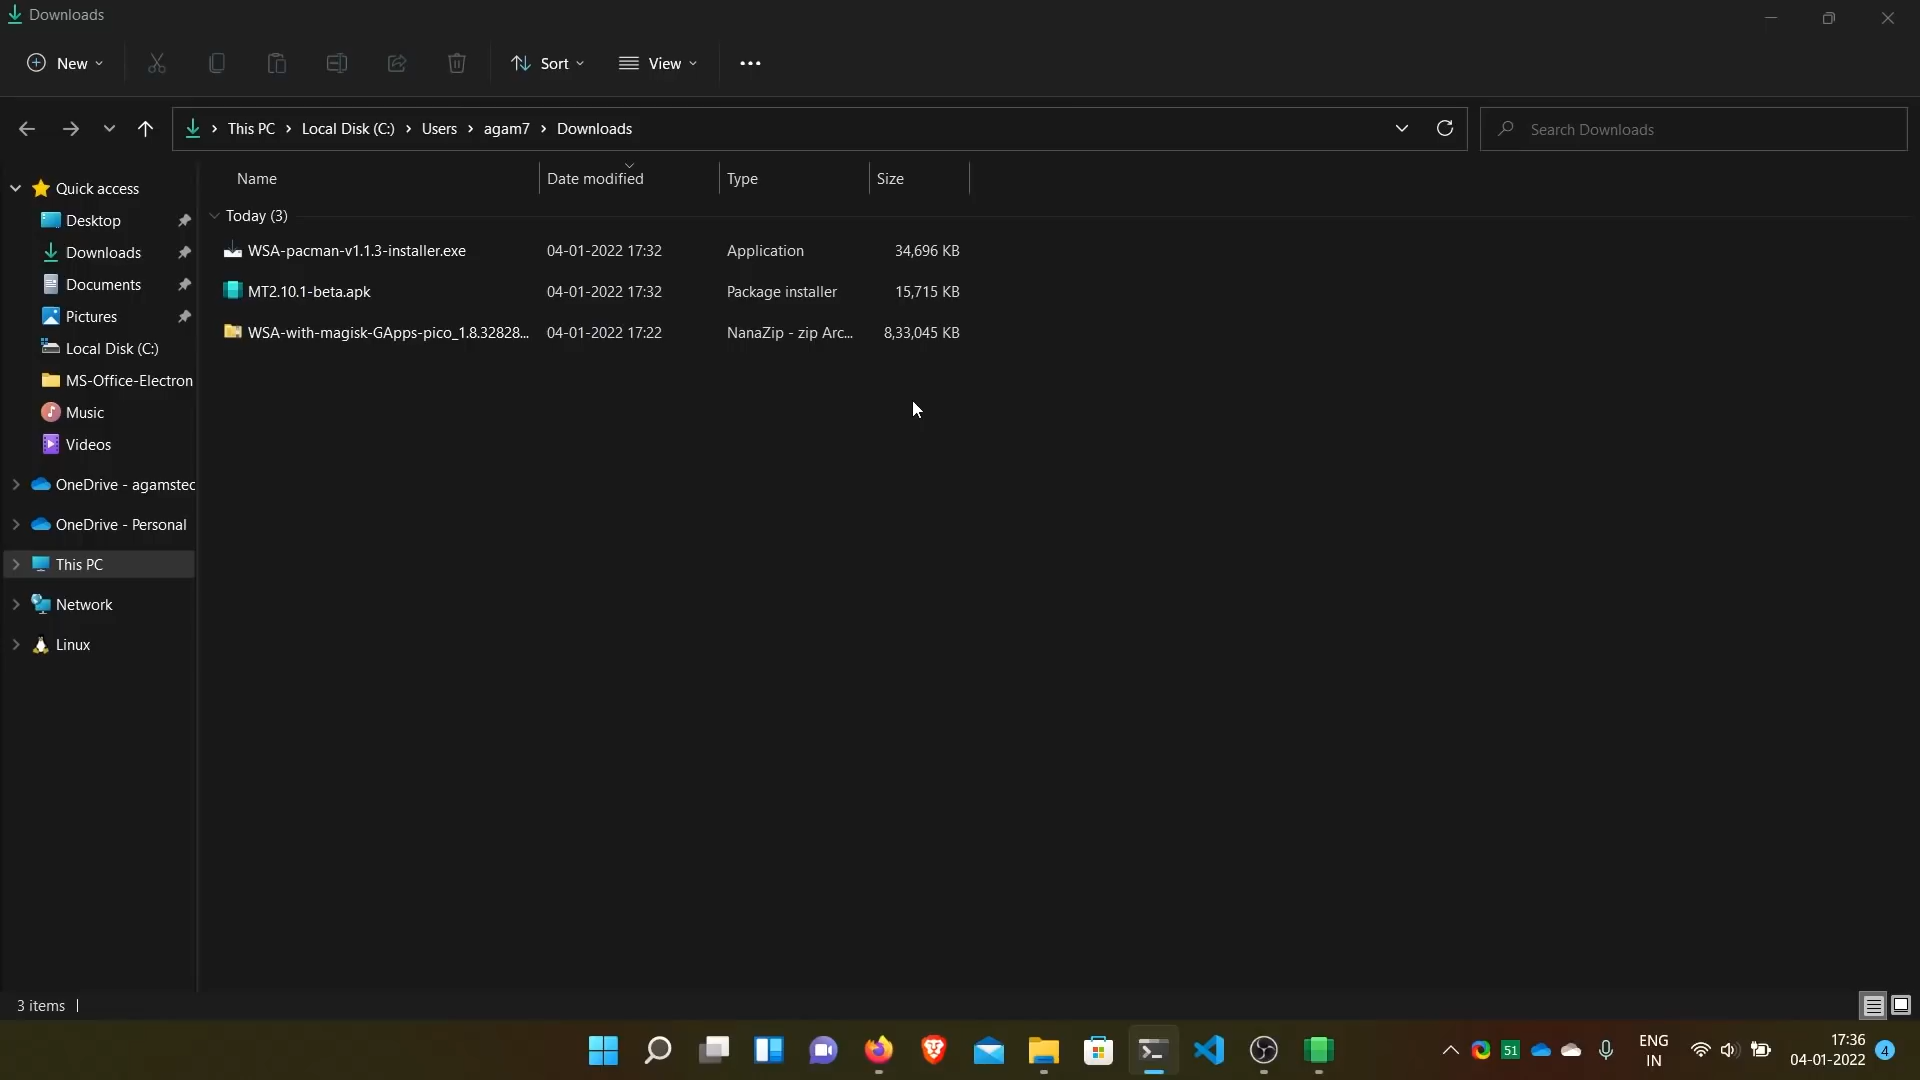 Downloads
New
Sort
View
This PC > Local Disk (C:) > Users > agam7 > Downloads
Search Downloads
Name
Date modified
Type
Size
Today (3)
WSA-pacman-v1.1.3-installer.exe 04-01-2022 17:32 Application 34,696 KB
MT2.10.1-beta.apk 04-01-2022 17:32 Package installer 15,715 KB
WSA-with-magisk-GApps-pico_1.8.32828... 04-01-2022 17:22 NanaZip - zip Arc... 8,33,045 KB
Quick access
Desktop
Downloads
Documents
Pictures
Local Disk (C:)
MS-Office-Electron
Music
Videos
OneDrive - agamstec
OneDrive - Personal
This PC
Network
Linux
3 items
51
ENG
IN
17:36
04-01-2022
4